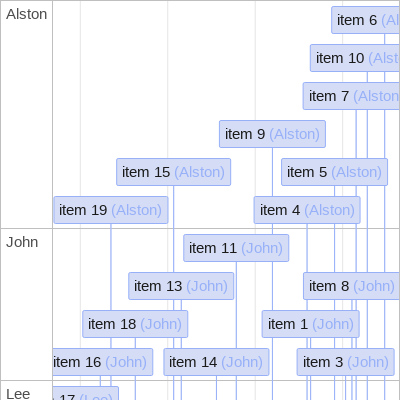 Alston
item 6 (Al
item 10 (Alst
item 7 (Alston
item 9 (Alston)
item 15 (Alston)
item 5 (Alston)
item 19 (Alston)
item 4 (Alston)
John
item 11 (John)
item 13 (John)
item 8 (John)
item 18 (John)
item 1 (John)
item 16 (John)
item 14 (John)
item 3 (John)
Lee
17 (Lee)